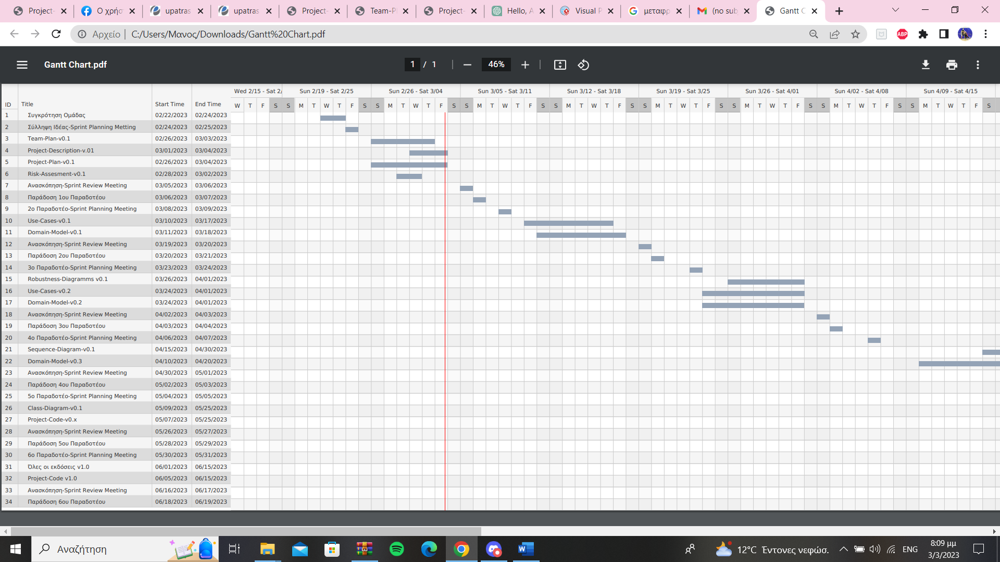 Project-
Ο χρήσ
upatras
upatras
Project-
Team-Pl
Project-
Hello, A
Visual P
μεταφρ
(no sub
Gantt C
Αρχείο | C:/Users/Μανος/Downloads/Gantt%20Chart.pdf
ABP
Gantt Chart.pdf
1 / 1
46%
Wed 2/15 - Sat 2/ Sun 2/19 - Sat 2/25 Sun 2/26 - Sat 3/04 Sun 3/05 - Sat 3/11 Sun 3/12 - Sat 3/18 Sun 3/19 - Sat 3/25 Sun 3/26 - Sat 4/01 Sun 4/02 - Sat 4/08 Sun 4/09 - Sat 4/15
ID Title Start Time End Time W T F S S M T W T F S S M T W T F S S M T W T F S S M T W T F S S M T W T F S S M T W T F S S M T W T F S S M T W T F S
1 Συγκρότηση Ομάδας 02/22/2023 02/24/2023
2 Σύλληψη Ιδέας-Sprint Planning Metting 02/24/2023 02/25/2023
3 Team-Plan-v0.1 02/26/2023 03/03/2023
4 Project-Description-v.01 03/01/2023 03/04/2023
5 Project-Plan-v0.1 02/26/2023 03/04/2023
6 Risk-Assesment-v0.1 02/28/2023 03/02/2023
7 Ανασκόπηση-Sprint Review Meeting 03/05/2023 03/06/2023
8 Παράδοση 1ου Παραδοτέου 03/06/2023 03/07/2023
9 2ο Παραδοτέο-Sprint Planning Meeting 03/08/2023 03/09/2023
10 Use-Cases-v0.1 03/10/2023 03/17/2023
11 Domain-Model-v0.1 03/11/2023 03/18/2023
12 Ανασκόπηση-Sprint Review Meeting 03/19/2023 03/20/2023
13 Παράδοση 2ου Παραδοτέου 03/20/2023 03/21/2023
14 3ο Παραδοτέο-Sprint Planning Meeting 03/23/2023 03/24/2023
15 Robustness-Diagramms v0.1 03/26/2023 04/01/2023
16 Use-Cases-v0.2 03/24/2023 04/01/2023
17 Domain-Model-v0.2 03/24/2023 04/01/2023
18 Ανασκόπηση-Sprint Review Meeting 04/02/2023 04/03/2023
19 Παράδοση 3ου Παραδοτέου 04/03/2023 04/04/2023
20 4ο Παραδοτέο-Sprint Planning Meeting 04/06/2023 04/07/2023
21 Sequence-Diagram-v0.1 04/15/2023 04/30/2023
22 Domain-Model-v0.3 04/10/2023 04/20/2023
23 Ανασκόπηση-Sprint Review Meeting 04/30/2023 05/01/2023
24 Παράδοση 4ου Παραδοτέου 05/02/2023 05/03/2023
25 5ο Παραδοτέο-Sprint Planning Meeting 05/04/2023 05/05/2023
26 Class-Diagram-v0.1 05/09/2023 05/25/2023
27 Project-Code-v0.x 05/07/2023 05/25/2023
28 Ανασκόπηση-Sprint Review Meeting 05/26/2023 05/27/2023
29 Παράδοση 5ου Παραδοτέου 05/28/2023 05/29/2023
30 6ο Παραδοτέο-Sprint Planning Meeting 05/30/2023 05/31/2023
31 Όλες οι εκδόσεις v1.0 06/01/2023 06/15/2023
32 Project-Code v1.0 06/05/2023 06/15/2023
33 Ανασκόπηση-Sprint Review Meeting 06/16/2023 06/17/2023
34 Παράδοση 6ου Παραδοτέου 06/18/2023 06/19/2023
Αναζήτηση
12°C Έντονες νεφώσ.
ENG
8:09 μμ
3/3/2023